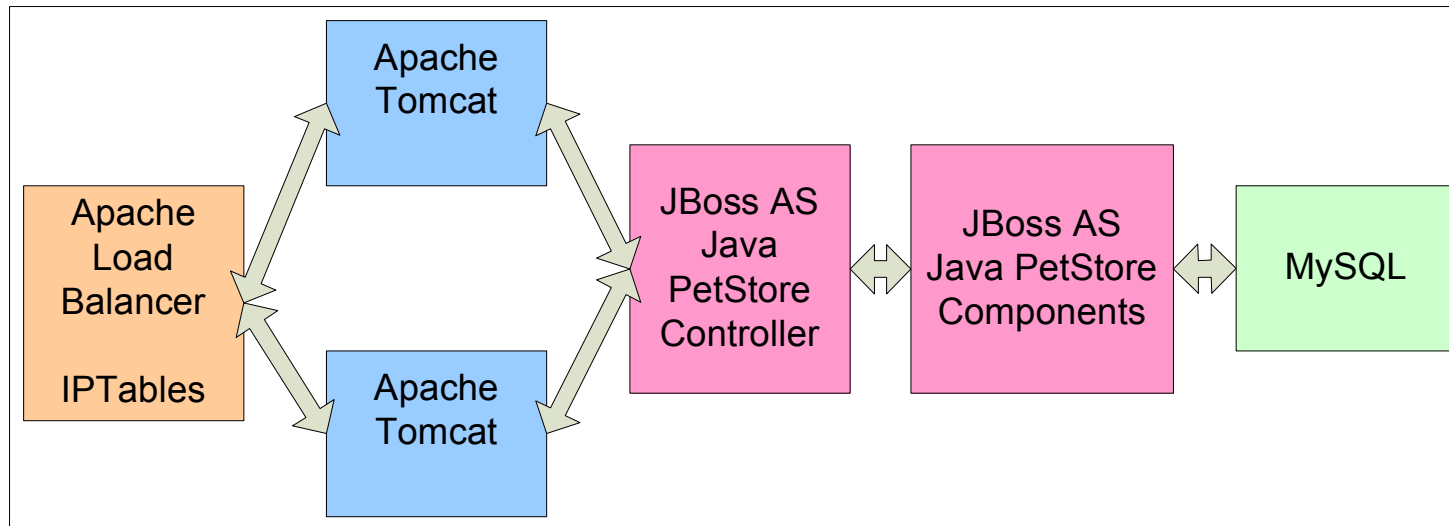 Apache
Load
Balancer
IPTables
Apache
Tomcat
Apache
Tomcat
JBoss AS
Java
PetStore
Controller
JBoss AS
Java PetStore
Components
MySQL